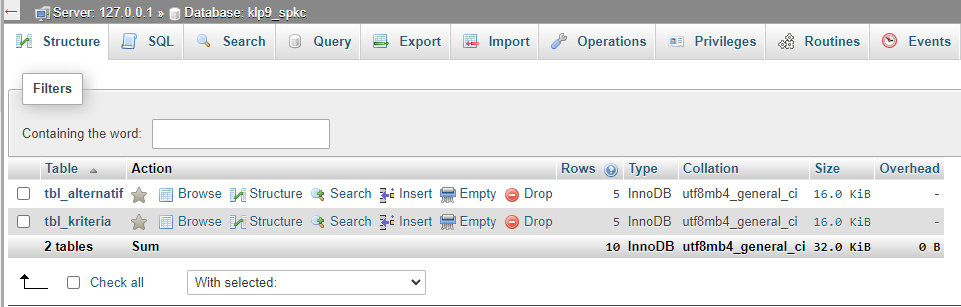 Server: 127.0.0.1 » Database: klp9_spkc
Structure SQL Search Query Export Import Operations Privileges Routines Events
Filters
Containing the word:
Table Action Rows Type Collation Size Overhead
tbl_alternatif Browse Structure Search Insert Empty Drop 5 InnoDB utf8mb4_general_ci 16.0 KiB -
tbl_kriteria Browse Structure Search Insert Empty Drop 5 InnoDB utf8mb4_general_ci 16.0 KiB -
2 tables Sum 10 InnoDB utf8mb4_general_ci 32.0 KiB 0 B
Check all With selected: